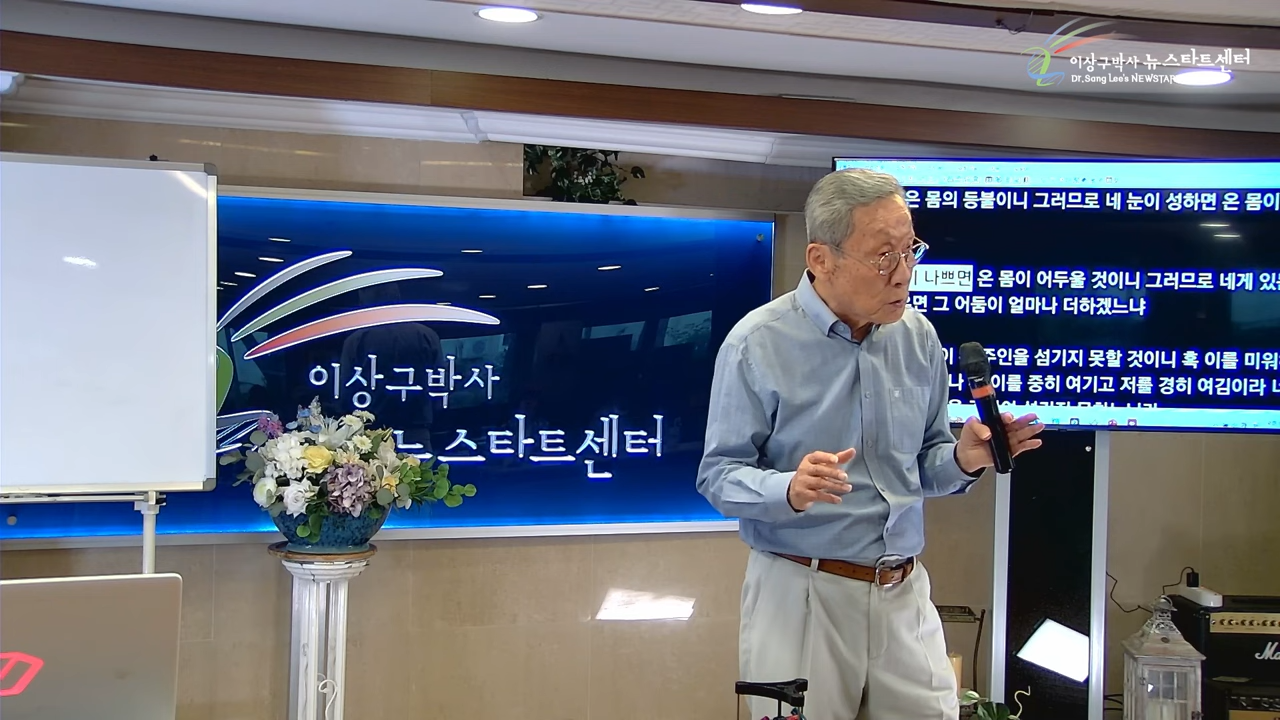 이상구박사 뉴스타트센터
Dr.Sang Lee's NEWSTA
은 몸의 등불이니 그러므로 네 눈이 성하면 온 몸이
나쁘면 온 몸이 어두울 것이니 그러므로 네게 있는
면 그 어둠이 얼마나 더하겠느냐
주인을 섬기지 못할 것이니 혹 이를 미워
이를 중히 여기고 저를 경히 여김이라
이상구박사
뉴스타트센터